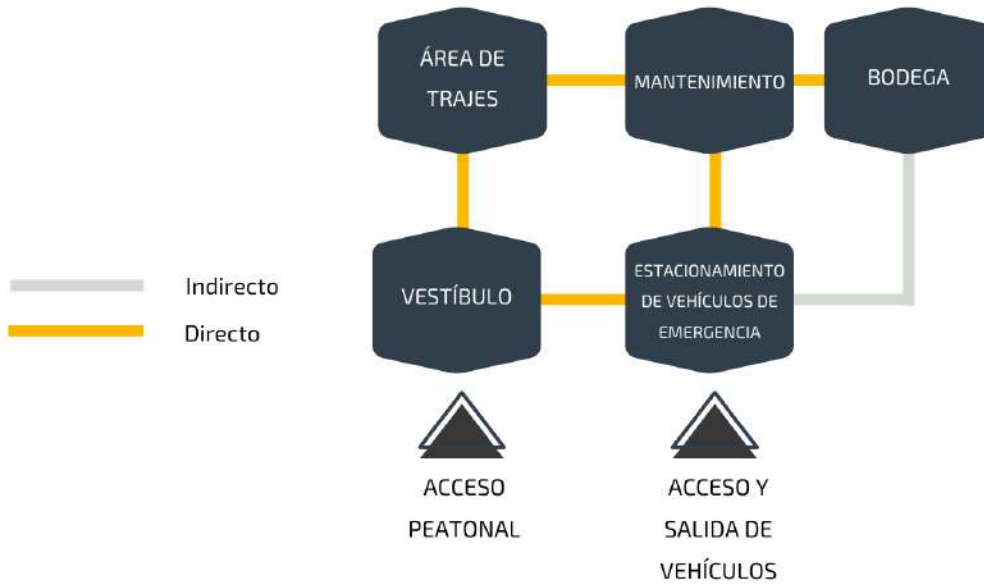 ÁREA DE
TRAJES
MANTENIMIENTO
BODEGA
VESTÍBULO
ESTACIONAMIENTO
DE VEHÍCULOS DE
EMERGENCIA
Indirecto
Directo
ACCESO
PEATONAL
ACCESO Y
SALIDA DE
VEHÍCULOS